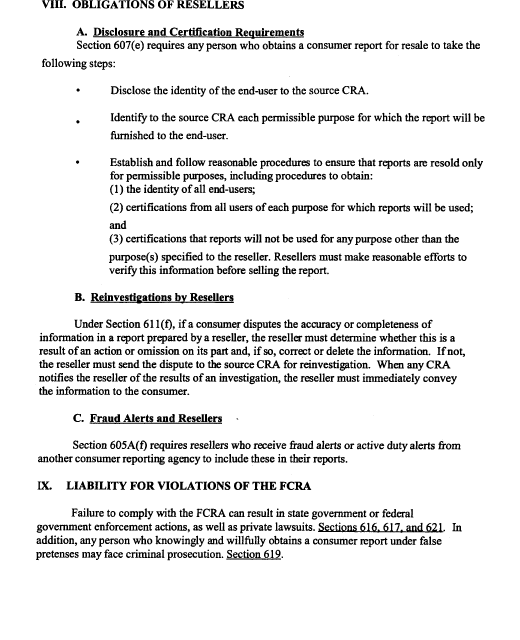 VIII. OBLIGATIONS OF RESELLERS
A. Disclosure and Certification Requirements
Section 607(e) requires any person who obtains a consumer report for resale to take the
following steps:
• Disclose the identity of the end-user to the source CRA.
• Identify to the source CRA each permissible purpose for which the report will be
furnished to the end-user.
• Establish and follow reasonable procedures to ensure that reports are resold only
for permissible purposes, including procedures to obtain:
(1) the identity of all end-users;
(2) certifications from all users of each purpose for which reports will be used;
and
(3) certifications that reports will not be used for any purpose other than the
purpose(s) specified to the reseller. Resellers must make reasonable efforts to
verify this information before selling the report.
B. Reinvestigations by Resellers
Under Section 611(f), if a consumer disputes the accuracy or completeness of
information in a report prepared by a reseller, the reseller must determine whether this is a
result of an action or omission on its part and, if so, correct or delete the information. If not,
the reseller must send the dispute to the source CRA for reinvestigation. When any CRA
notifies the reseller of the results of an investigation, the reseller must immediately convey
the information to the consumer.
C. Fraud Alerts and Resellers
Section 605A(f) requires resellers who receive fraud alerts or active duty alerts from
another consumer reporting agency to include these in their reports.
IX. LIABILITY FOR VIOLATIONS OF THE FCRA
Failure to comply with the FCRA can result in state government or federal
government enforcement actions, as well as private lawsuits. Sections 616, 617, and 621. In
addition, any person who knowingly and willfully obtains a consumer report under false
pretenses may face criminal prosecution. Section 619.